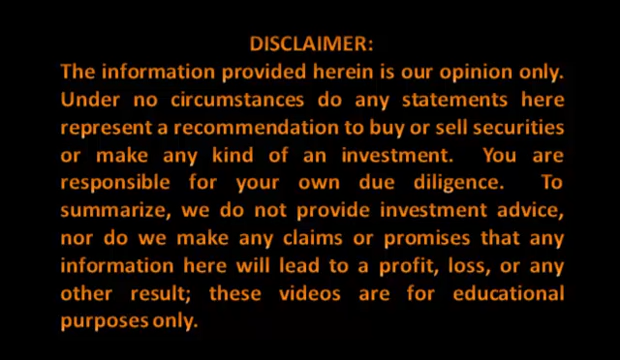 DISCLAIMER:
The information provided herein is our opinion only.
Under no circumstances do any statements here
represent a recommendation to buy or sell securities
or make any kind of an investment. You are
responsible for your own due diligence. To
summarize, we do not provide investment advice,
nor do we make any claims or promises that any
information here will lead to a profit, loss, or any
other result; these videos are for educational
purposes only.